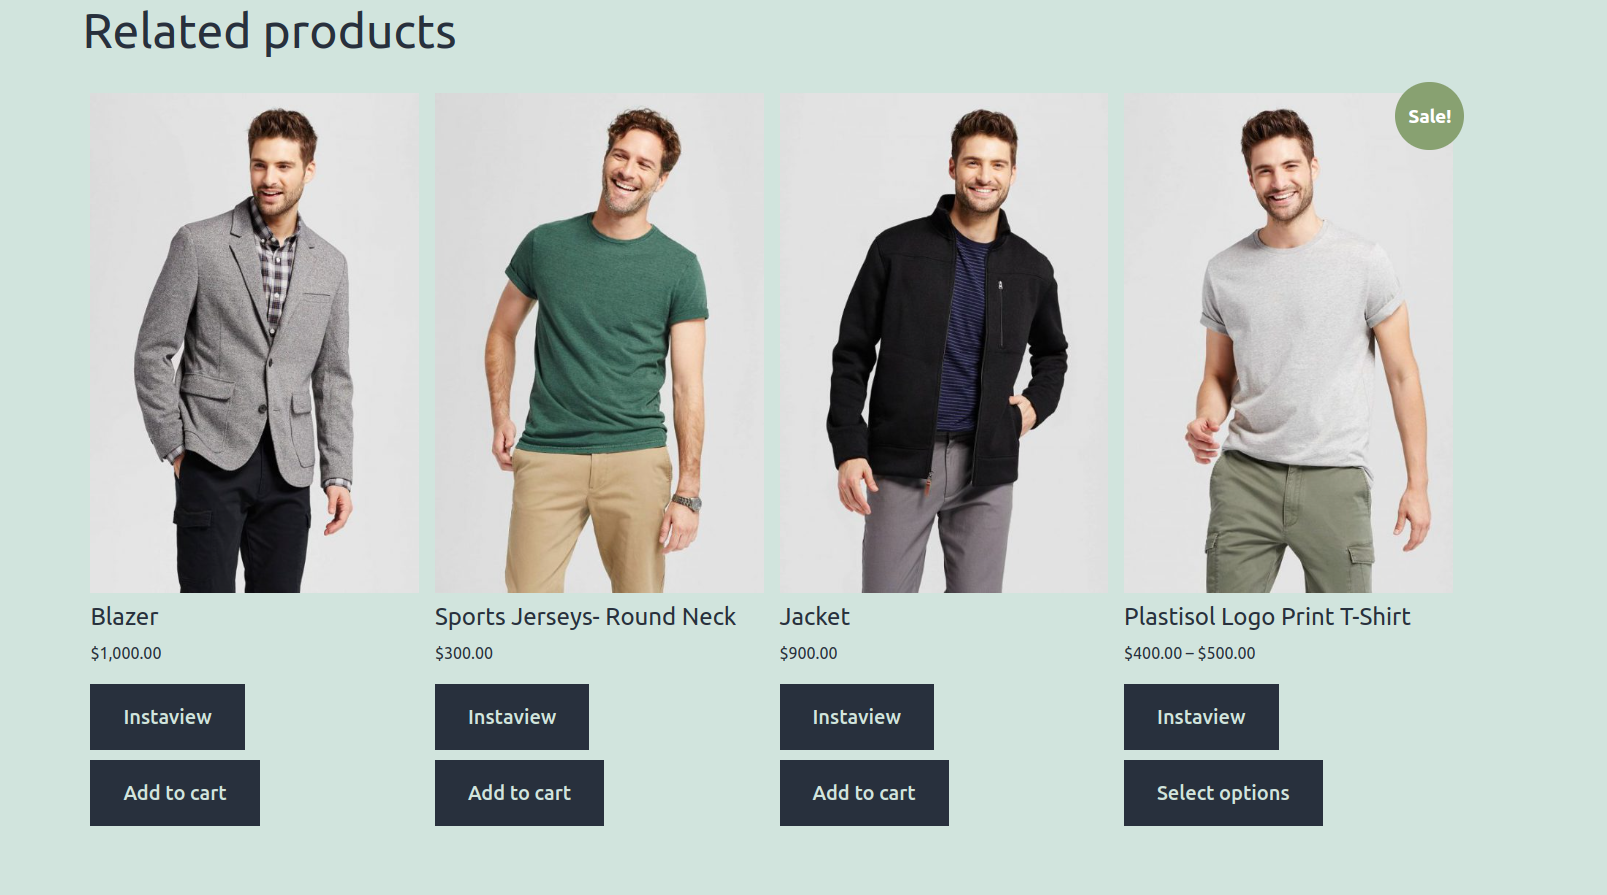 Related products
Sale!
Blazer
$1,000.00
Instaview
Add to cart
Sports Jerseys- Round Neck
$300.00
Instaview
Add to cart
Jacket
$900.00
Instaview
Add to cart
Plastisol Logo Print T-Shirt
$400.00 – $500.00
Instaview
Select options